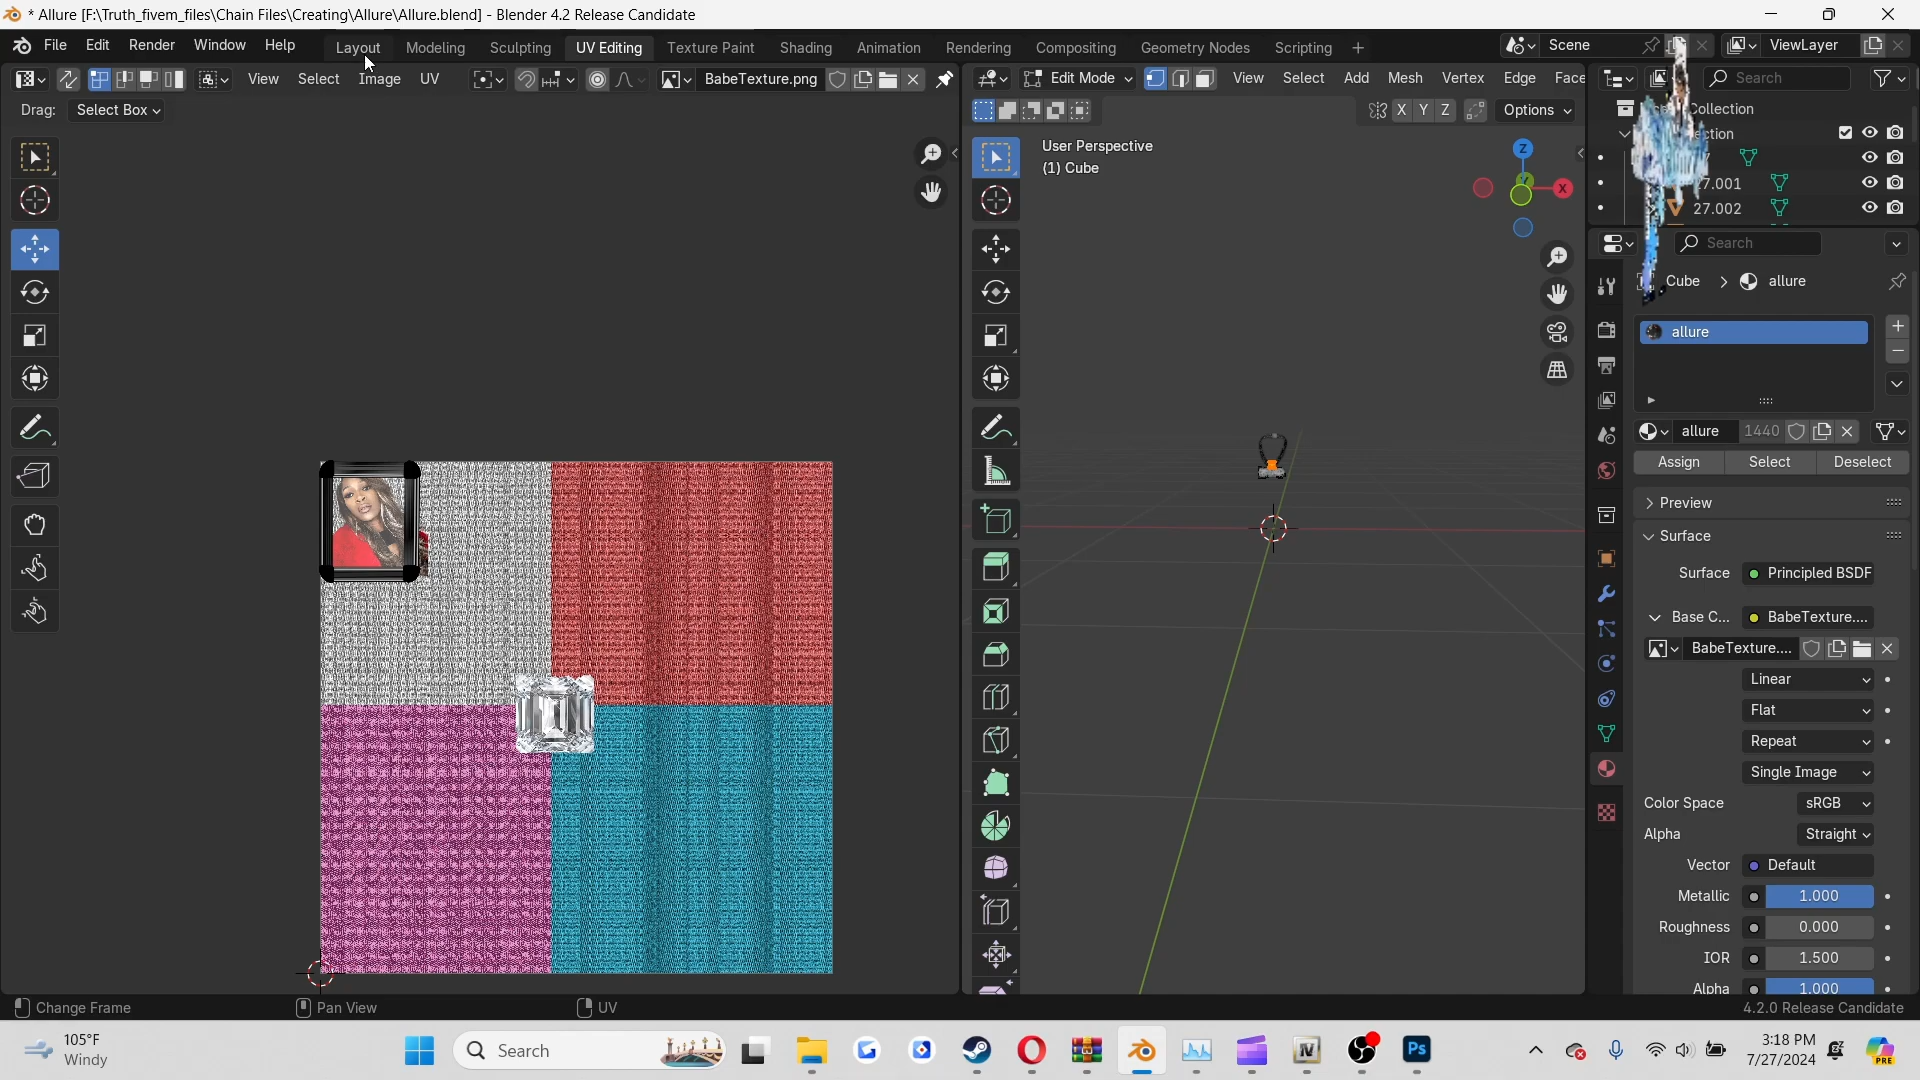 * Allure [F:\Truth_fivem_files\Chain Files\Creating\Allure\Allure.blend] - Blender 4.2 Release Candidate
File Edit Render Window Help Layout Modeling Sculpting UV Editing Texture Paint Shading Animation Rendering Compositing Geometry Nodes Scripting + Scene ViewLayer
View Select Image UV BabeTexture.png Edit Mode View Select Add Mesh Vertex Edge Face Search
Drag: Select Box X Y Z Options Collection
User Perspective
(1) Cube
Z
X
27.001
27.002
Search
Cube > allure
allure
allure 1440
Assign Select Deselect
Preview
Surface
Surface Principled BSDF
Base C... BabeTexture....
BabeTexture....
Linear
Flat
Repeat
Single Image
Color Space sRGB
Alpha Straight
Vector Default
Metallic 1.000
Roughness 0.000
IOR 1.500
Alpha 1.000
Change Frame Pan View UV 4.2.0 Release Candidate
105°F
Windy
Search
Ps
3:18 PM
7/27/2024
PRE